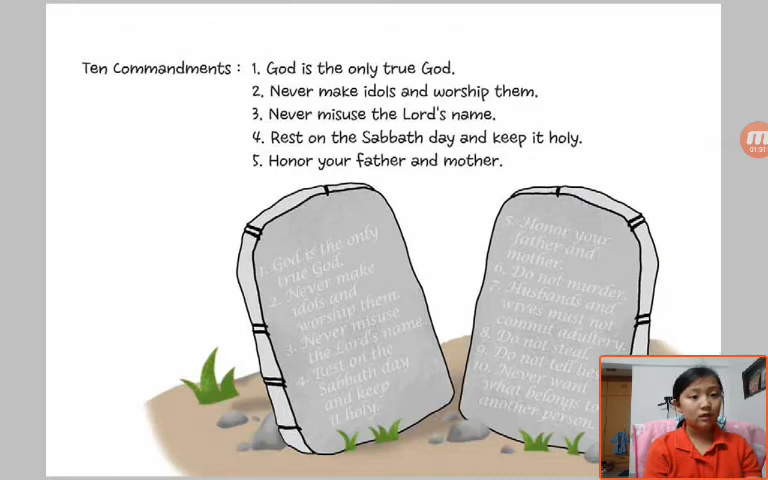 Ten Commandments : 1. God is the only true God.
2. Never make idols and worship them.
3. Never misuse the Lord's name.
4. Rest on the Sabbath day and keep it holy.
5. Honor your father and mother.
1. God is the only
true God.
2. Never make
idols and
worship them.
3. Never misuse
the Lord's name
4. Rest on the
Sabbath day
and keep
it holy.
5. Honor your
father and
mother.
6. Do not murder.
7. Husbands and
wives must not
commit adultery.
8. Do not steal.
9. Do not tell lies
10. Never want
what belongs to
another person.
m
01:51